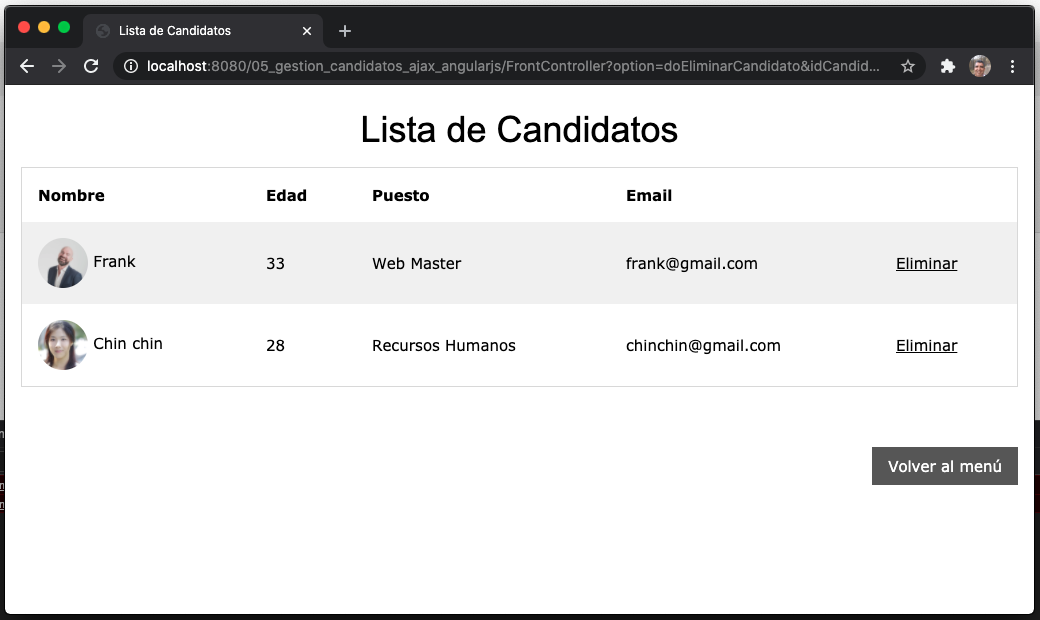 Lista de Candidatos
localhost:8080/05_gestion_candidatos_ajax_angularjs/FrontController?option=doEliminarCandidato&idCandid...
Lista de Candidatos
Nombre Edad Puesto Email
Frank 33 Web Master frank@gmail.com Eliminar
Chin chin 28 Recursos Humanos chinchin@gmail.com Eliminar
Volver al menú